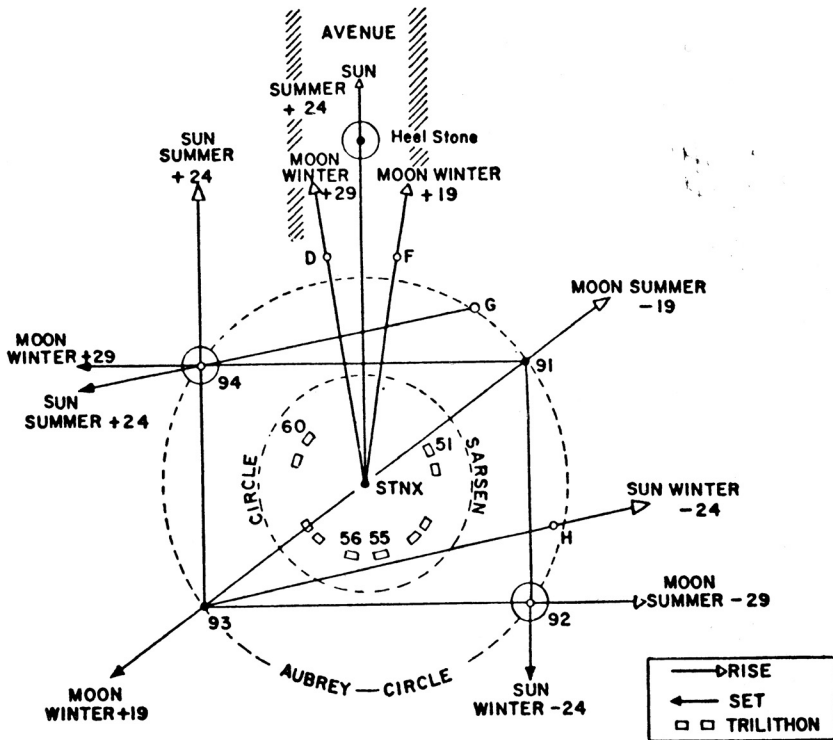 AVENUE
SUN
SUMMER
+ 24
Heel Stone
SUN
SUMMER
+24
MOON
WINTER
+29
MOON WINTER
+19
D
F
G
MOON SUMMER
-19
MOON
WINTER+29
94
91
SUN
SUMMER +24
60
51
CIRCLE
SARSEN
STNX
SUN WINTER
-24
H
56
55
MOON
SUMMER -29
93
92
AUBREY — CIRCLE
MOON
WINTER+19
SUN
WINTER -24
RISE
SET
TRILITHON